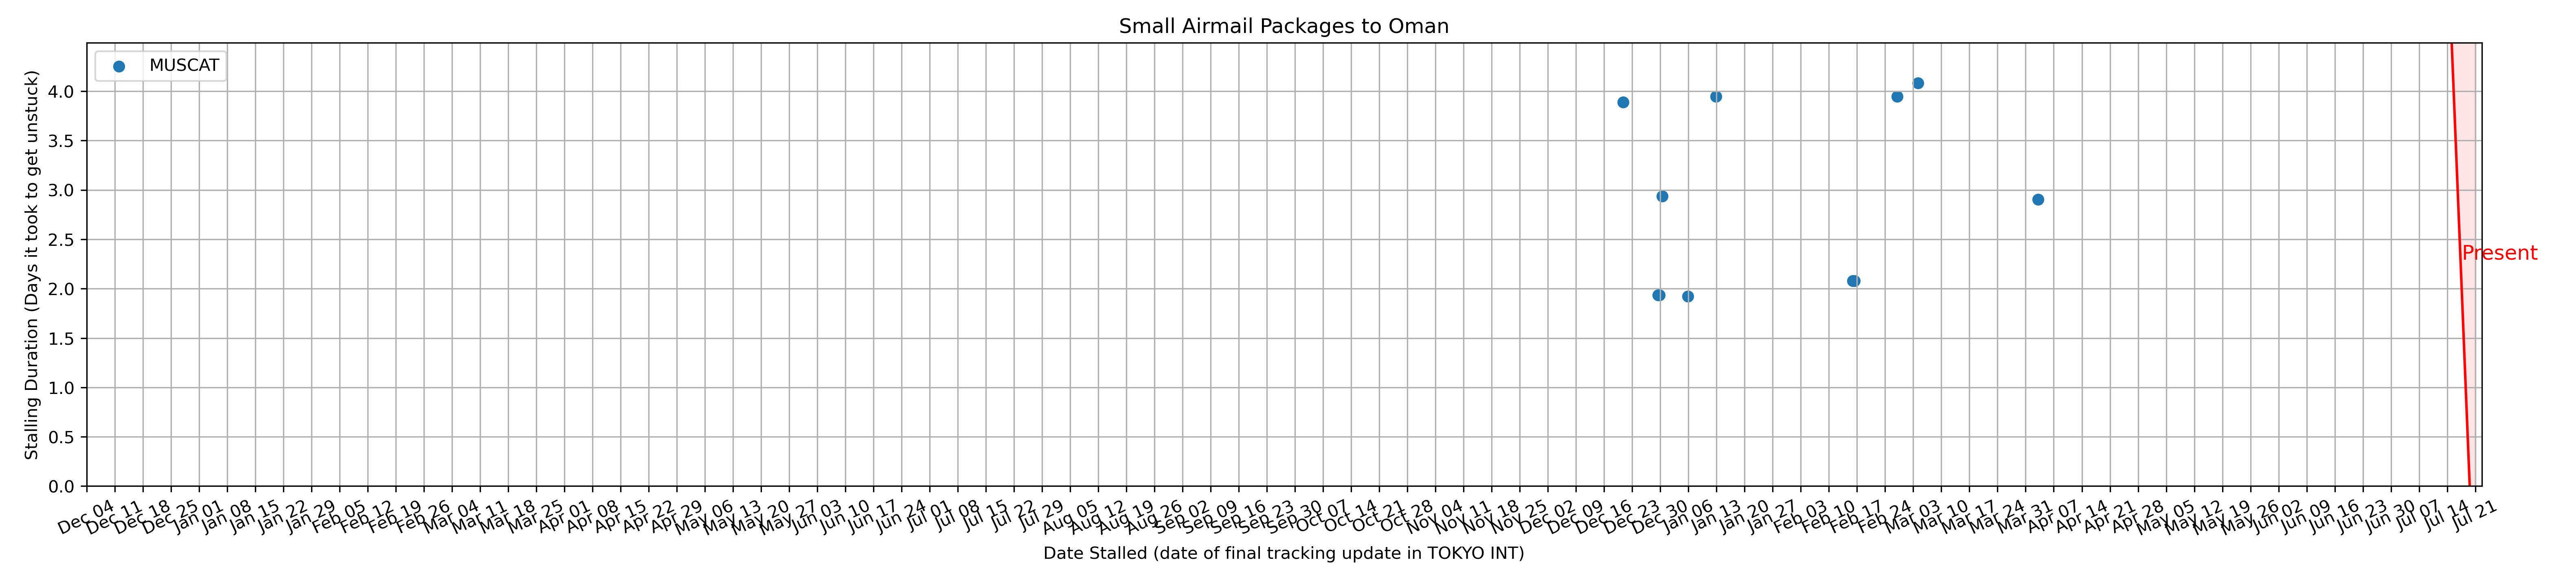 Small Airmail Packages to Oman
MUSCAT
Stalling Duration (Days it took to get unstuck)
4.0
3.5
3.0
2.5
2.0
1.5
1.0
0.5
0.0
Present
Dec 04
Dec 11
Dec 18
Dec 25
Jan 01
Jan 08
Jan 15
Jan 22
Jan 29
Feb 05
Feb 12
Feb 19
Feb 26
Mar 04
Mar 11
Mar 18
Mar 25
Apr 01
Apr 08
Apr 15
Apr 22
Apr 29
May 06
May 13
May 20
May 27
Jun 03
Jun 10
Jun 17
Jun 24
Jul 01
Jul 08
Jul 15
Jul 22
Jul 29
Aug 05
Aug 12
Aug 19
Aug 26
Sep 02
Sep 09
Sep 16
Sep 23
Sep 30
Oct 07
Oct 14
Oct 21
Oct 28
Nov 04
Nov 11
Nov 18
Nov 25
Dec 02
Dec 09
Dec 16
Dec 23
Dec 30
Jan 06
Jan 13
Jan 20
Jan 27
Feb 03
Feb 10
Feb 17
Feb 24
Mar 03
Mar 10
Mar 17
Mar 24
Mar 31
Apr 07
Apr 14
Apr 21
Apr 28
May 05
May 12
May 19
May 26
Jun 02
Jun 09
Jun 16
Jun 23
Jun 30
Jul 07
Jul 14
Jul 21
Date Stalled (date of final tracking update in TOKYO INT)